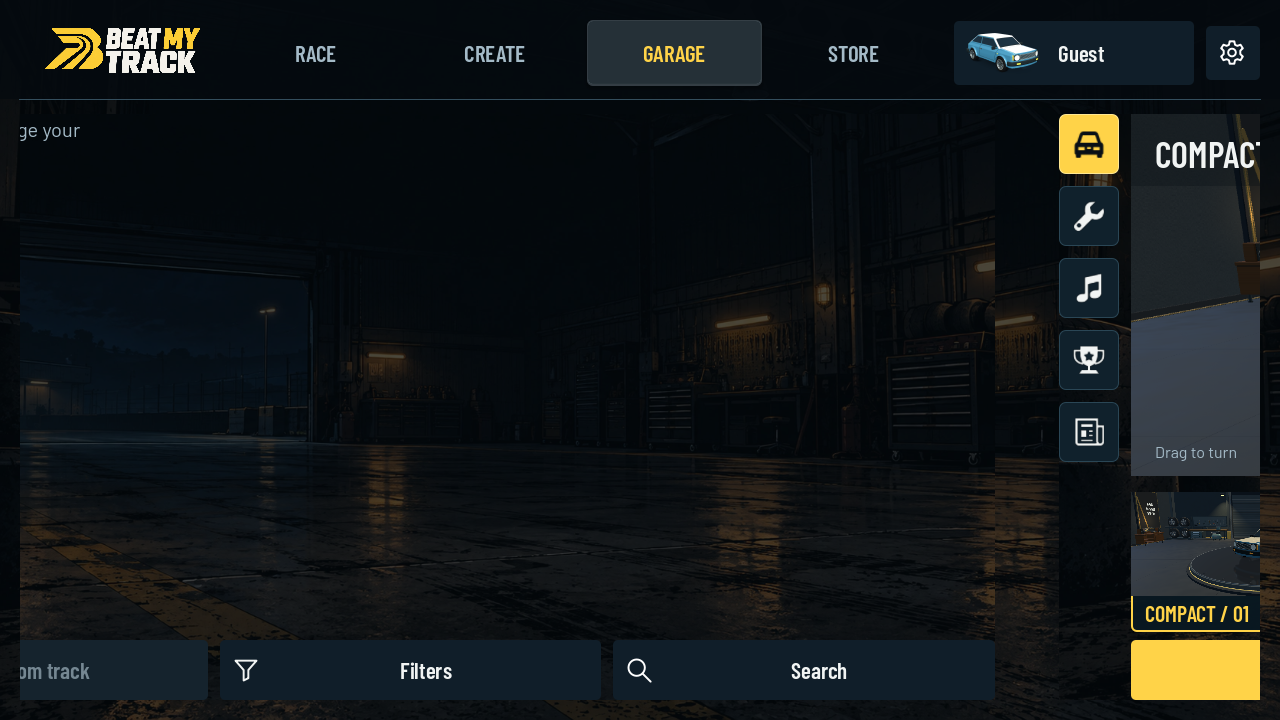 BEAT MY
TRACK
RACE
CREATE
GARAGE
STORE
Guest
ge your
COMPACT
Drag to turn
COMPACT / 01
om track
Filters
Search